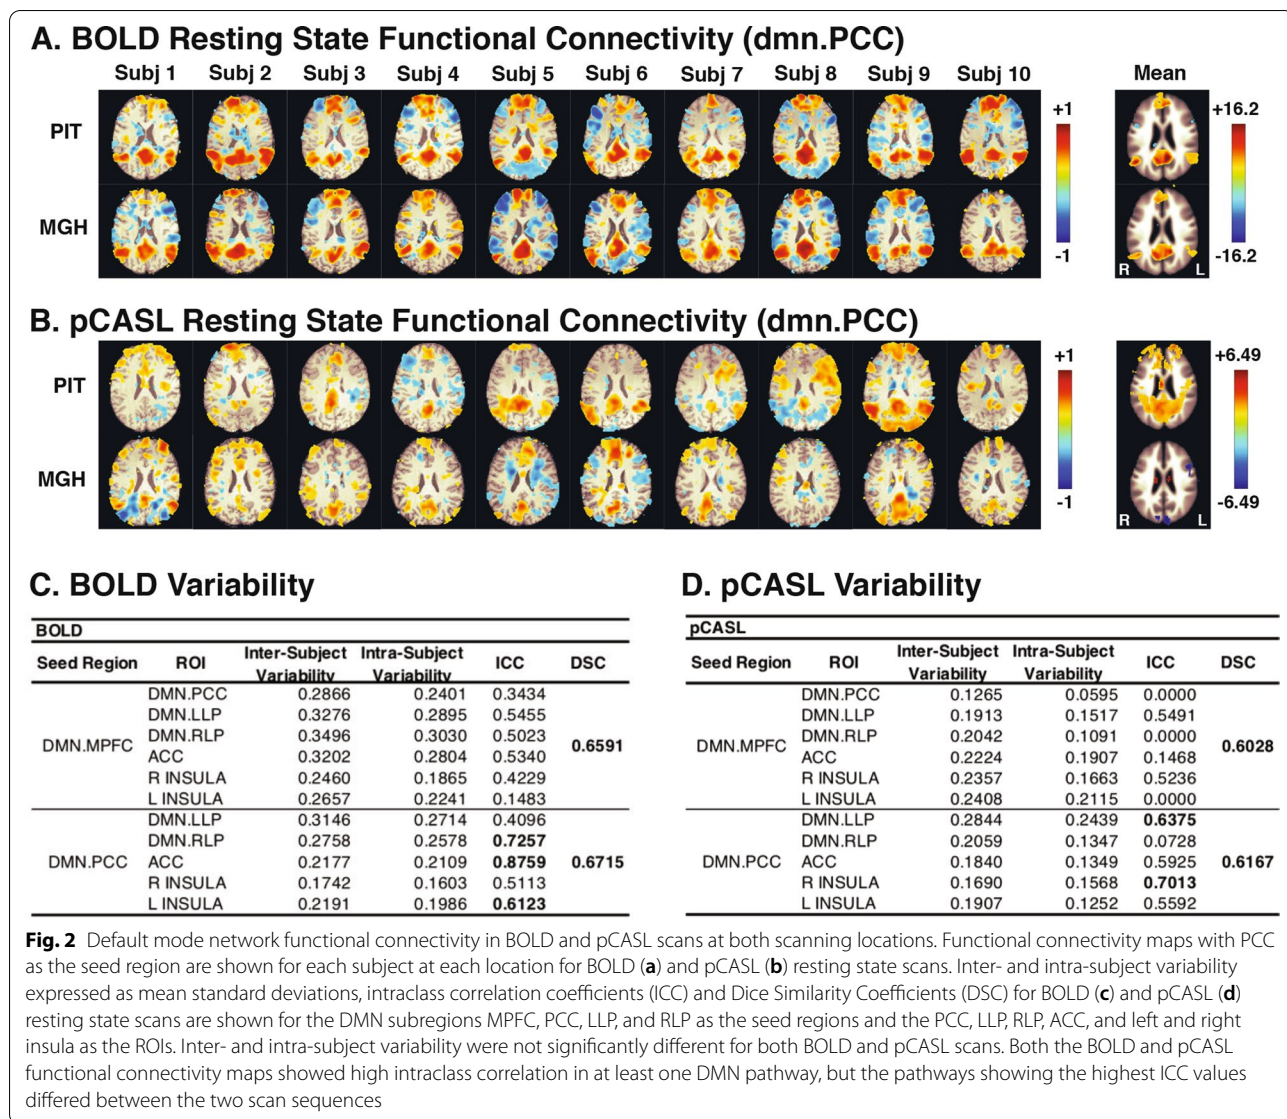 A. BOLD Resting State Functional Connectivity (dmn.PCC)
Subj 1 Subj 2 Subj 3 Subj 4 Subj 5 Subj 6 Subj 7 Subj 8 Subj 9 Subj 10 Mean
PIT
+1
+16.2
MGH
-1
-16.2
R L
B. pCASL Resting State Functional Connectivity (dmn.PCC)
PIT
+1
+6.49
MGH
-1
-6.49
R L
C. BOLD Variability
BOLD
Seed Region ROI Inter-Subject Variability Intra-Subject Variability ICC DSC
DMN.PCC 0.2866 0.2401 0.3434
DMN.LLP 0.3276 0.2895 0.5455
DMN.RLP 0.3496 0.3030 0.5023
DMN.MPFC 0.6591
ACC 0.3202 0.2804 0.5340
R INSULA 0.2460 0.1865 0.4229
L INSULA 0.2657 0.2241 0.1483
DMN.LLP 0.3146 0.2714 0.4096
DMN.RLP 0.2758 0.2578 0.7257
DMN.PCC ACC 0.2177 0.2109 0.8759 0.6715
R INSULA 0.1742 0.1603 0.5113
L INSULA 0.2191 0.1986 0.6123
D. pCASL Variability
pCASL
Seed Region ROI Inter-Subject Variability Intra-Subject Variability ICC DSC
DMN.PCC 0.1265 0.0595 0.0000
DMN.LLP 0.1913 0.1517 0.5491
DMN.RLP 0.2042 0.1091 0.0000
DMN.MPFC 0.6028
ACC 0.2224 0.1907 0.1468
R INSULA 0.2357 0.1663 0.5236
L INSULA 0.2408 0.2115 0.0000
DMN.LLP 0.2844 0.2439 0.6375
DMN.RLP 0.2059 0.1347 0.0728
DMN.PCC ACC 0.1840 0.1349 0.5925 0.6167
R INSULA 0.1690 0.1568 0.7013
L INSULA 0.1907 0.1252 0.5592
Fig. 2 Default mode network functional connectivity in BOLD and pCASL scans at both scanning locations. Functional connectivity maps with PCC
as the seed region are shown for each subject at each location for BOLD (a) and pCASL (b) resting state scans. Inter- and intra-subject variability
expressed as mean standard deviations, intraclass correlation coefficients (ICC) and Dice Similarity Coefficients (DSC) for BOLD (c) and pCASL (d)
resting state scans are shown for the DMN subregions MPFC, PCC, LLP, and RLP as the seed regions and the PCC, LLP, RLP, ACC, and left and right
insula as the ROIs. Inter- and intra-subject variability were not significantly different for both BOLD and pCASL scans. Both the BOLD and pCASL
functional connectivity maps showed high intraclass correlation in at least one DMN pathway, but the pathways showing the highest ICC values
differed between the two scan sequences